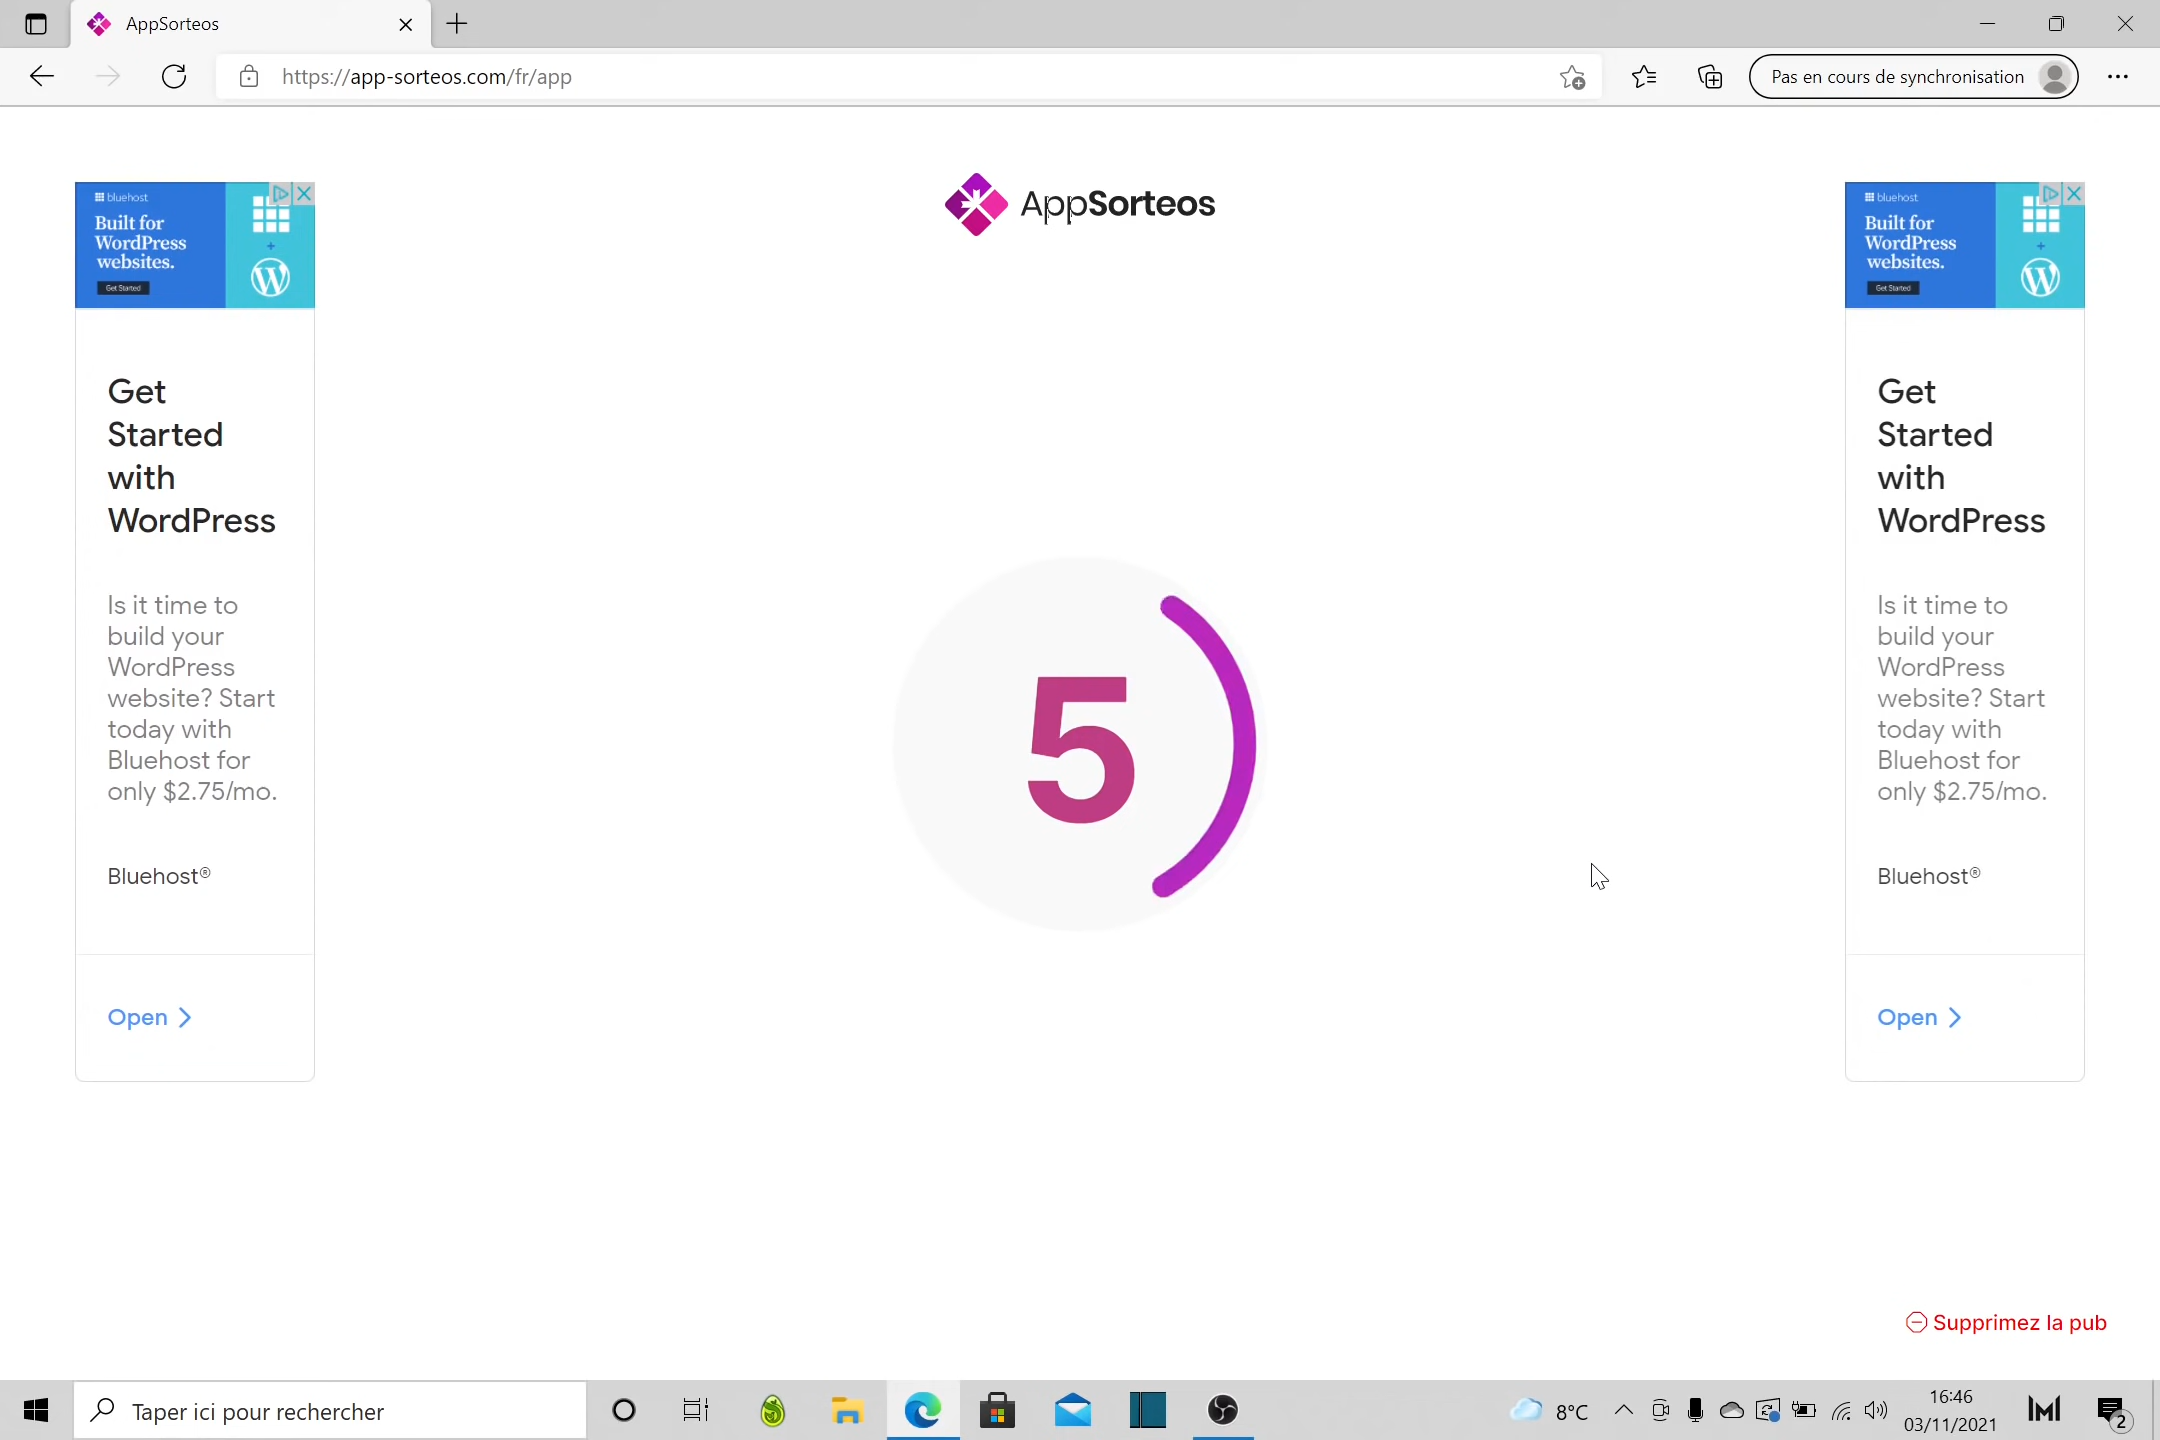 AppSorteos
https://app-sorteos.com/fr/app
Pas en cours de synchronisation
bluehost
Built for
WordPress
websites.
Get Started
Get
Started
with
WordPress
Is it time to
build your
WordPress
website? Start
today with
Bluehost for
only $2.75/mo.
Bluehost®
Open
AppSorteos
5
bluehost
Built for
WordPress
websites.
Get Started
Get
Started
with
WordPress
Is it time to
build your
WordPress
website? Start
today with
Bluehost for
only $2.75/mo.
Bluehost®
Open
Supprimez la pub
Taper ici pour rechercher
8°C
16:46
03/11/2021
2